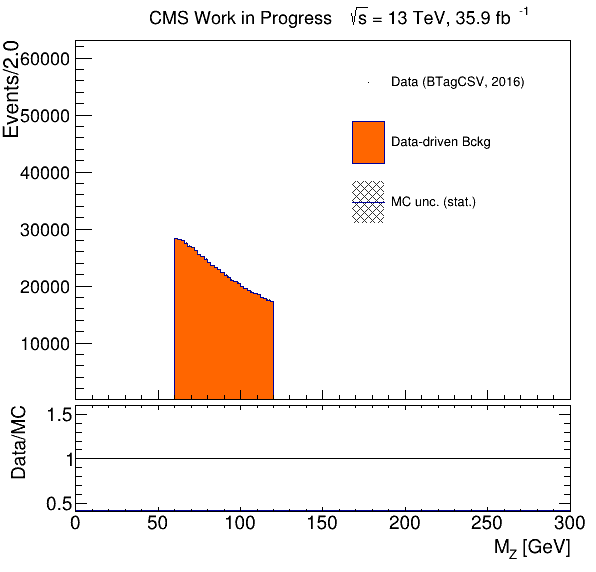 CMS Work in Progress √s = 13 TeV, 35.9 fb⁻¹
Events/2.0
60000
50000
40000
30000
20000
10000
Data (BTagCSV, 2016)
Data-driven Bckg
MC unc. (stat.)
Data/MC
1.5
1
0.5
0 50 100 150 200 250 300
M_Z [GeV]